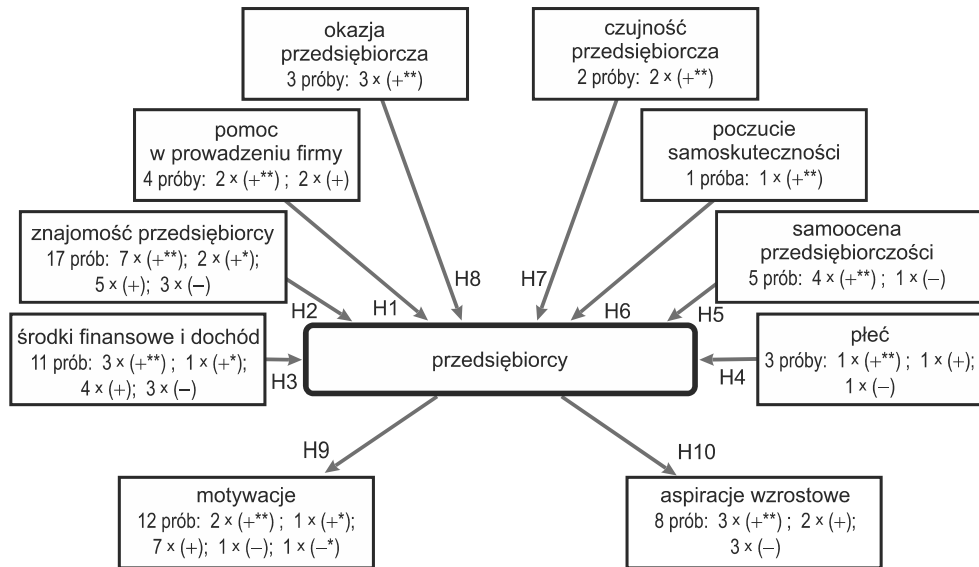 okazja
przedsiębiorcza
3 próby: 3 × (+**)
czujność
przedsiębiorcza
2 próby: 2 × (+**)
pomoc
w prowadzeniu firmy
4 próby: 2 × (+**) ; 2 × (+)
poczucie
samoskuteczności
1 próba: 1 × (+**)
znajomość przedsiębiorcy
17 prób: 7 × (+**); 2 × (+*);
5 × (+); 3 × (–)
samoocena
przedsiębiorczości
5 prób: 4 × (+**) ; 1 × (–)
H8
H7
H2
H1
H6
H5
środki finansowe i dochód
11 prób: 3 × (+**) ; 1 × (+*);
4 × (+); 3 × (–)
H3
przedsiębiorcy
H4
płeć
3 próby: 1 × (+**) ; 1 × (+);
1 × (–)
H9
H10
motywacje
12 prób: 2 × (+**) ; 1 × (+*);
7 × (+); 1 × (–); 1 × (–*)
aspiracje wzrostowe
8 prób: 3 × (+**) ; 2 × (+);
3 × (–)